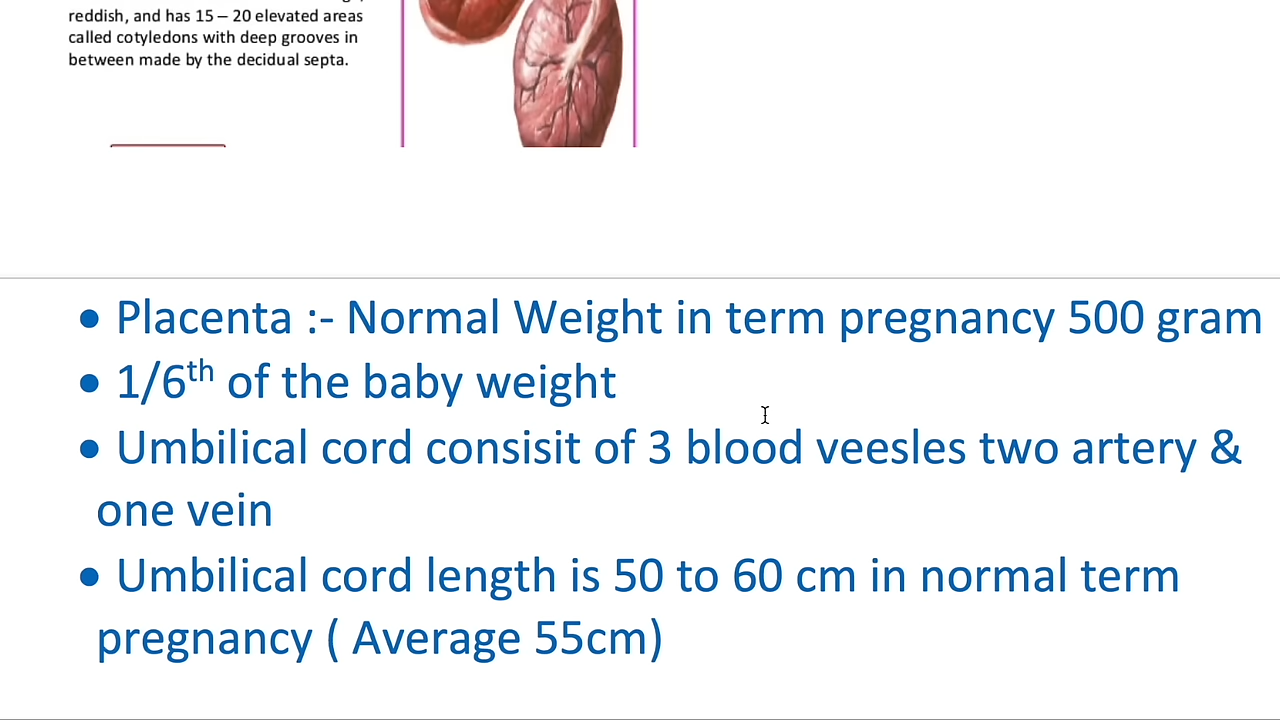 reddish, and has 15 – 20 elevated areas
called cotyledons with deep grooves in
between made by the decidual septa.
• Placenta :- Normal Weight in term pregnancy 500 gram
• 1/6th of the baby weight
• Umbilical cord consisit of 3 blood veesles two artery &
one vein
• Umbilical cord length is 50 to 60 cm in normal term
pregnancy ( Average 55cm)